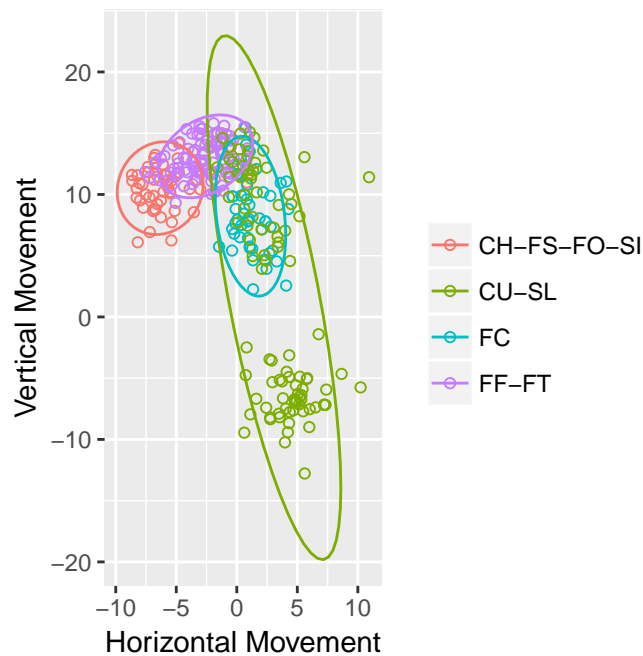 Vertical Movement
20
10
0
−10
−20
−10 −5 0 5 10
Horizontal Movement
CH−FS−FO−SI
CU−SL
FC
FF−FT